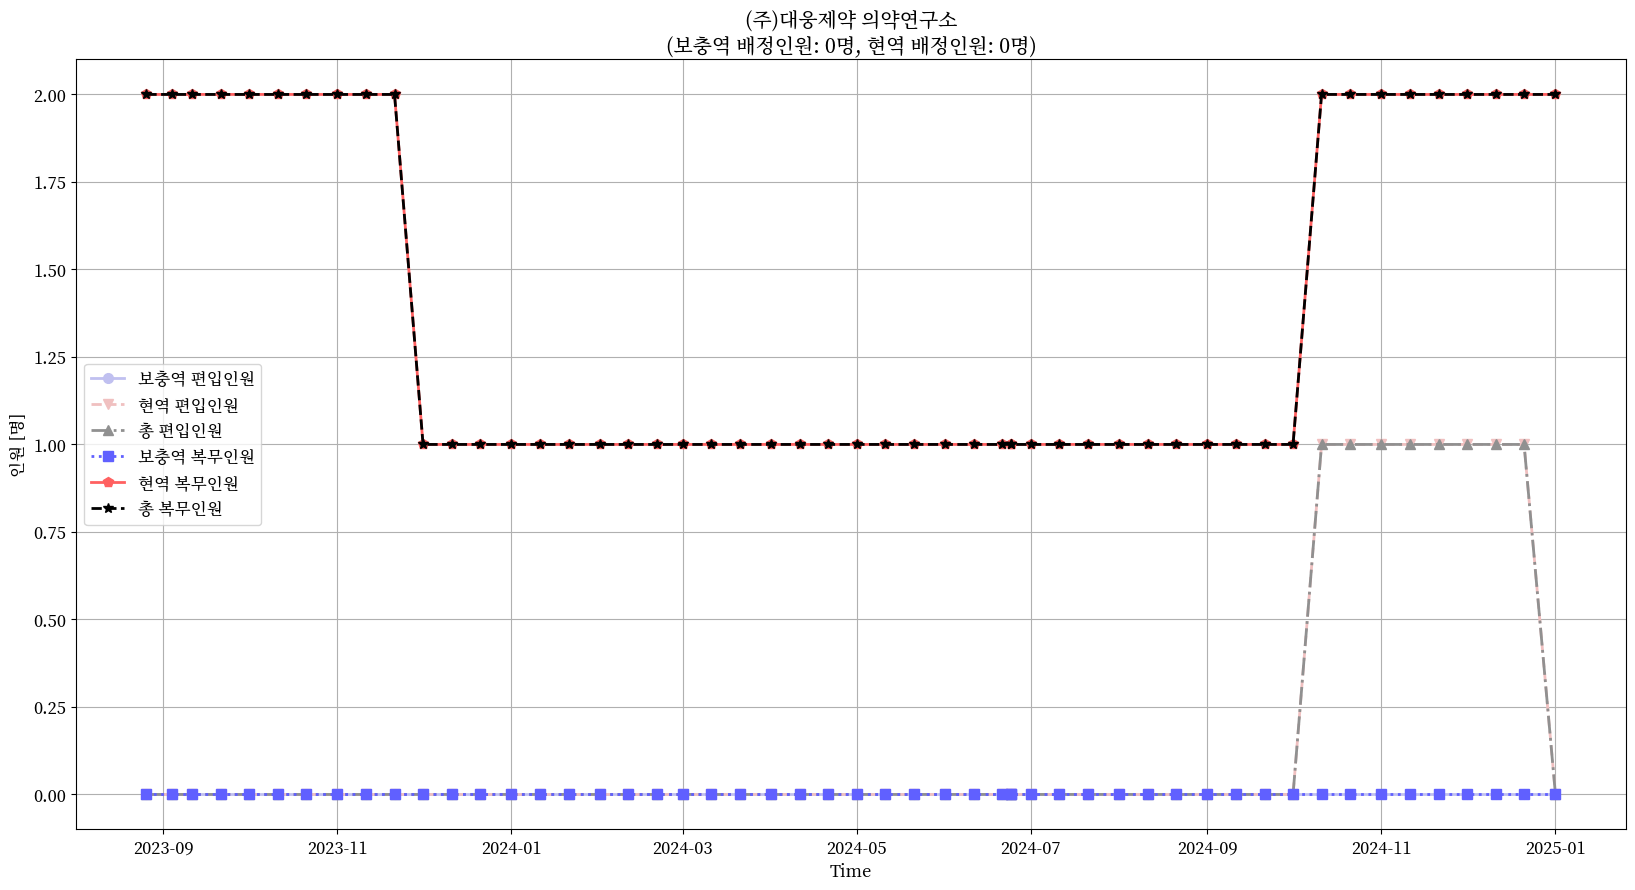 (주)대웅제약 의약연구소
(보충역 배정인원: 0명, 현역 배정인원: 0명)
인원 [명]
2.00
1.75
1.50
1.25
1.00
0.75
0.50
0.25
0.00
보충역 편입인원
현역 편입인원
총 편입인원
보충역 복무인원
현역 복무인원
총 복무인원
2023-09 2023-11 2024-01 2024-03 2024-05 2024-07 2024-09 2024-11 2025-01
Time